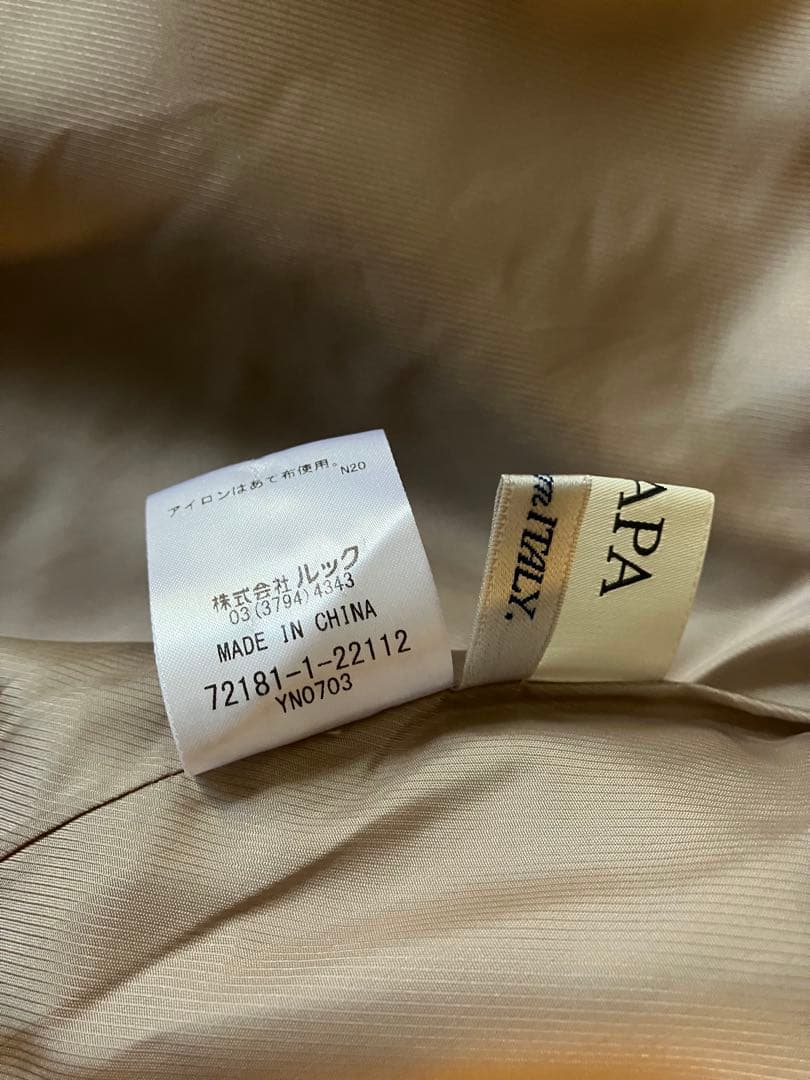 アイロンはあて布使用。N20
株式会社 ルック
03(3794)4343
MADE IN CHINA
72181-1-22112
YN0703
ITALY.
APA